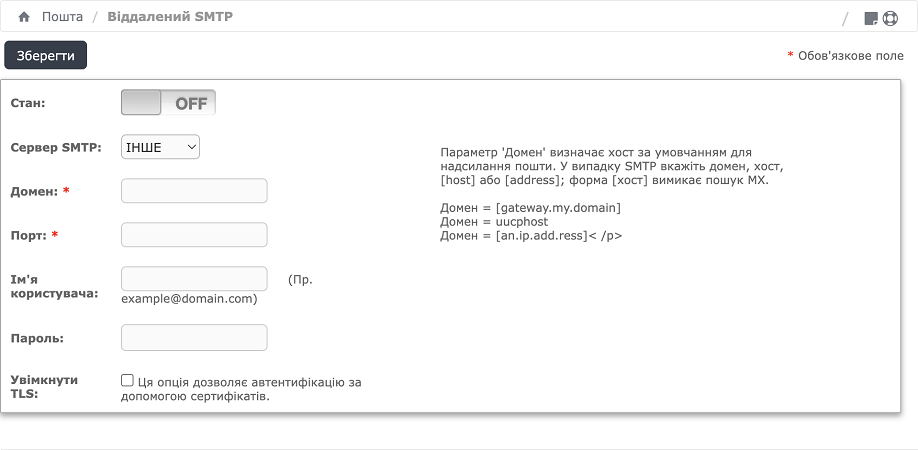 Пошта / Віддалений SMTP /
Зберегти
* Обов'язкове поле
Стан: OFF
Сервер SMTP: ІНШЕ
Домен: *
Порт: *
Ім'я
користувача:
(Пр.
example@domain.com)
Пароль:
Увімкнути
TLS:
Ця опція дозволяє автентифікацію за
допомогою сертифікатів.
Параметр 'Домен' визначає хост за умовчанням для
надсилання пошти. У випадку SMTP вкажіть домен, хост,
[host] або [address]; форма [хост] вимикає пошук MX.
Домен = [gateway.my.domain]
Домен = uucphost
Домен = [an.ip.add.ress]< /p>